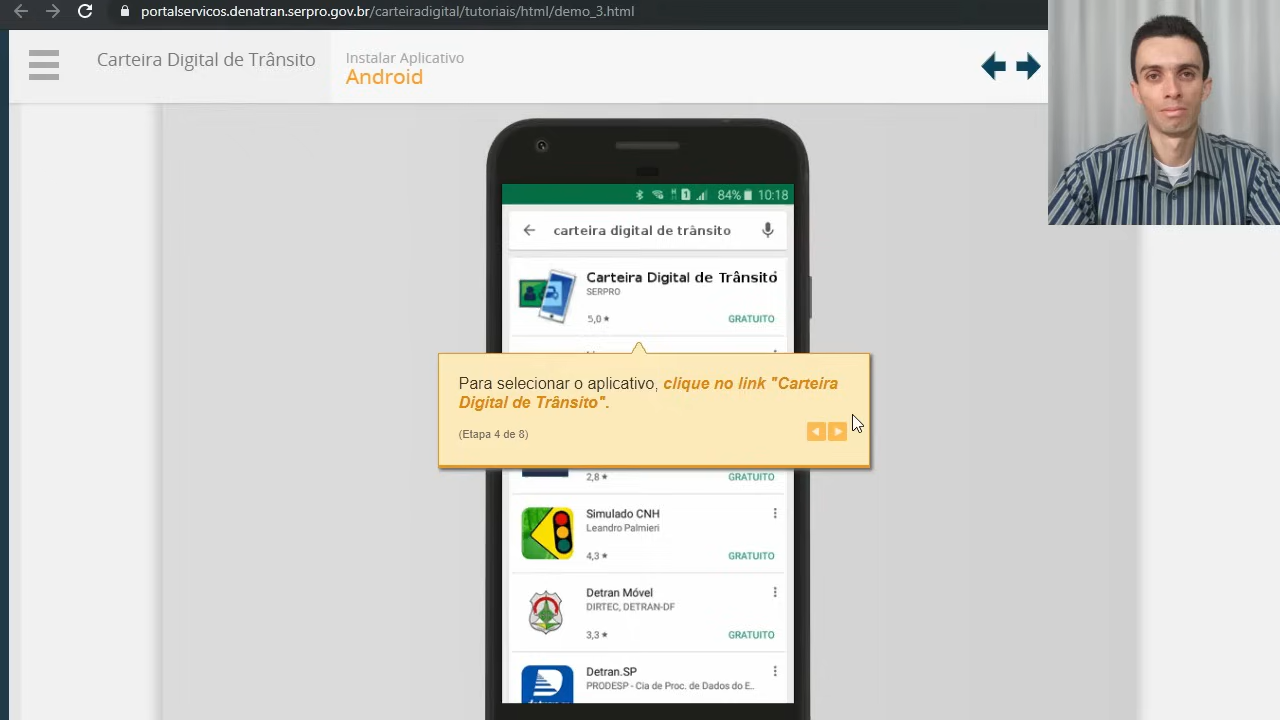 portalservicos.denatran.serpro.gov.br/carteiradigital/tutoriais/html/demo_3.html
Carteira Digital de Trânsito
Instalar Aplicativo
Android
84% 10:18
carteira digital de trânsito
Carteira Digital de Trânsito
SERPRO
5,0 ★ GRATUITO
Para selecionar o aplicativo, clique no link "Carteira
Digital de Trânsito".
(Etapa 4 de 8)
2,8 ★ GRATUITO
Simulado CNH
Leandro Palmieri
4,3 ★ GRATUITO
Detran Móvel
DIRTEC, DETRAN-DF
3,3 ★ GRATUITO
Detran.SP
PRODESP - Cia de Proc. de Dados do E..